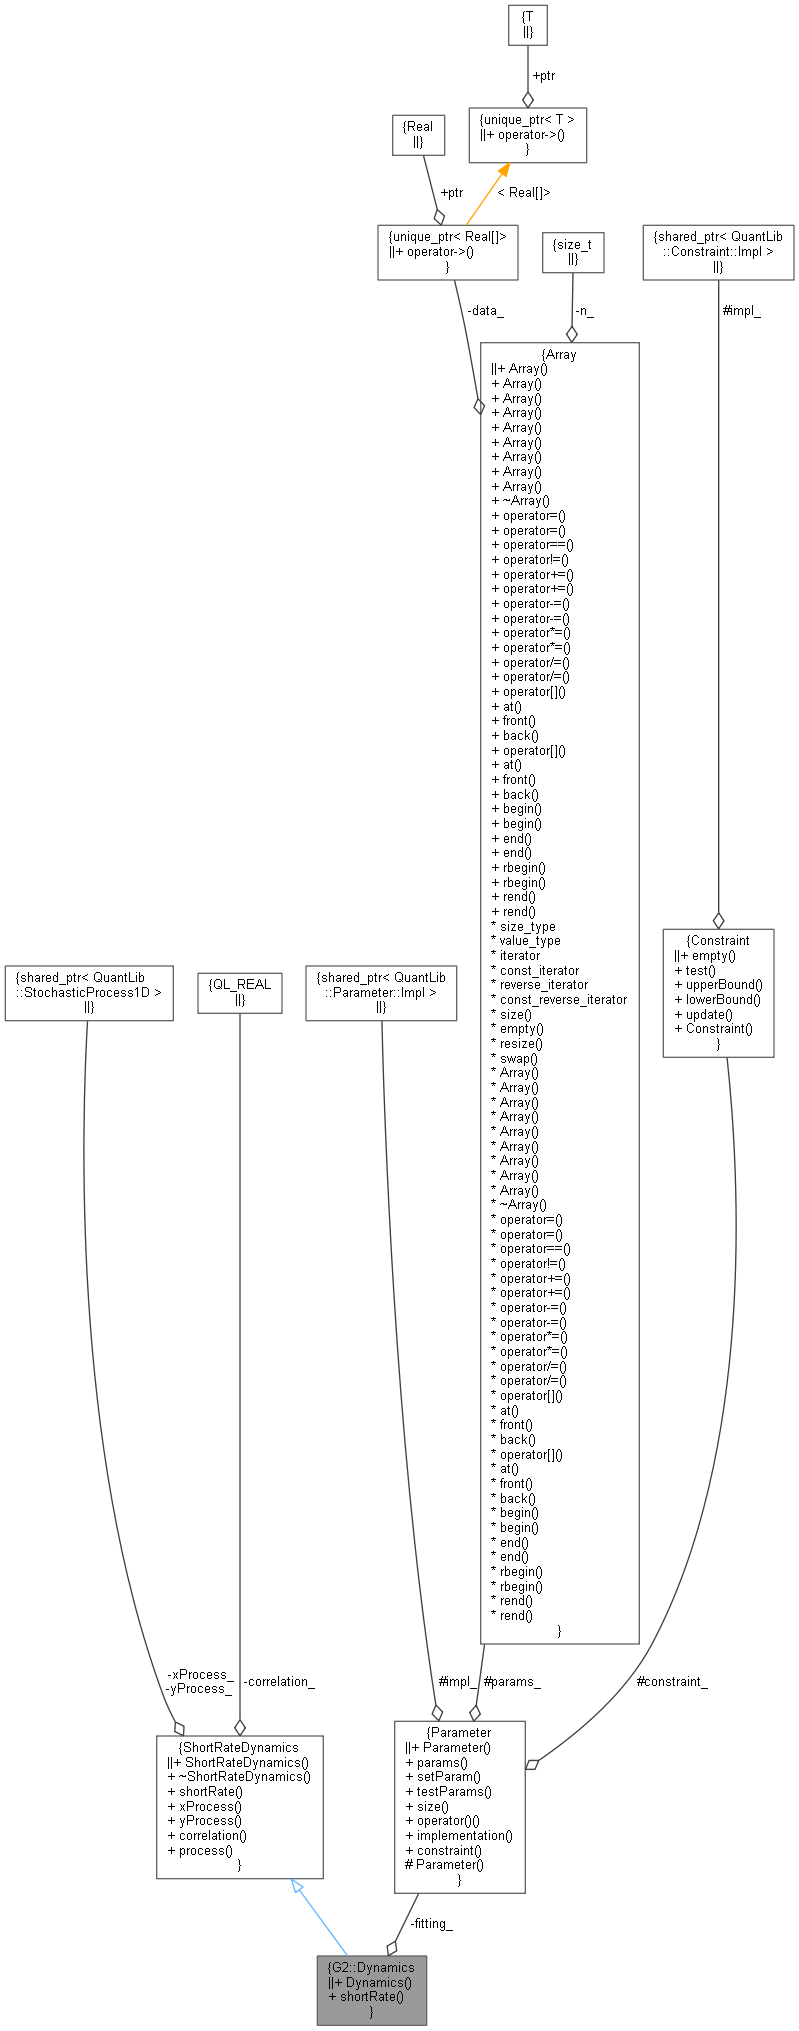 {T
||}
+ptr
{Real
||}
{unique_ptr< T >
||+ operator->()
}
+ptr
< Real[]>
{unique_ptr< Real[]>
||+ operator->()
}
{size_t
||}
{shared_ptr< QuantLib
::Constraint::Impl >
||}
-data_
-n_
#impl_
{Array
||+ Array()
+ Array()
+ Array()
+ Array()
+ Array()
+ Array()
+ Array()
+ Array()
+ Array()
+ ~Array()
+ operator=()
+ operator=()
+ operator==()
+ operator!=()
+ operator+=()
+ operator+=()
+ operator-=()
+ operator-=()
+ operator*=()
+ operator*=()
+ operator/=()
+ operator/=()
+ operator[]()
+ at()
+ front()
+ back()
+ operator[]()
+ at()
+ front()
+ back()
+ begin()
+ begin()
+ end()
+ end()
+ rbegin()
+ rbegin()
+ rend()
+ rend()
* size_type
* value_type
* iterator
* const_iterator
* reverse_iterator
* const_reverse_iterator
* size()
* empty()
* resize()
* swap()
* Array()
* Array()
* Array()
* Array()
* Array()
* Array()
* Array()
* Array()
* Array()
* ~Array()
* operator=()
* operator=()
* operator==()
* operator!=()
* operator+=()
* operator+=()
* operator-=()
* operator-=()
* operator*=()
* operator*=()
* operator/=()
* operator/=()
* operator[]()
* at()
* front()
* back()
* operator[]()
* at()
* front()
* back()
* begin()
* begin()
* end()
* end()
* rbegin()
* rbegin()
* rend()
* rend()
}
{Constraint
||+ empty()
+ test()
+ upperBound()
+ lowerBound()
+ update()
+ Constraint()
}
{shared_ptr< QuantLib
::StochasticProcess1D >
||}
{QL_REAL
||}
{shared_ptr< QuantLib
::Parameter::Impl >
||}
-xProcess_
-yProcess_
-correlation_
#impl_
#params_
#constraint_
{ShortRateDynamics
||+ ShortRateDynamics()
+ ~ShortRateDynamics()
+ shortRate()
+ xProcess()
+ yProcess()
+ correlation()
+ process()
}
{Parameter
||+ Parameter()
+ params()
+ setParam()
+ testParams()
+ size()
+ operator()()
+ implementation()
+ constraint()
# Parameter()
}
-fitting_
{G2::Dynamics
||+ Dynamics()
+ shortRate()
}